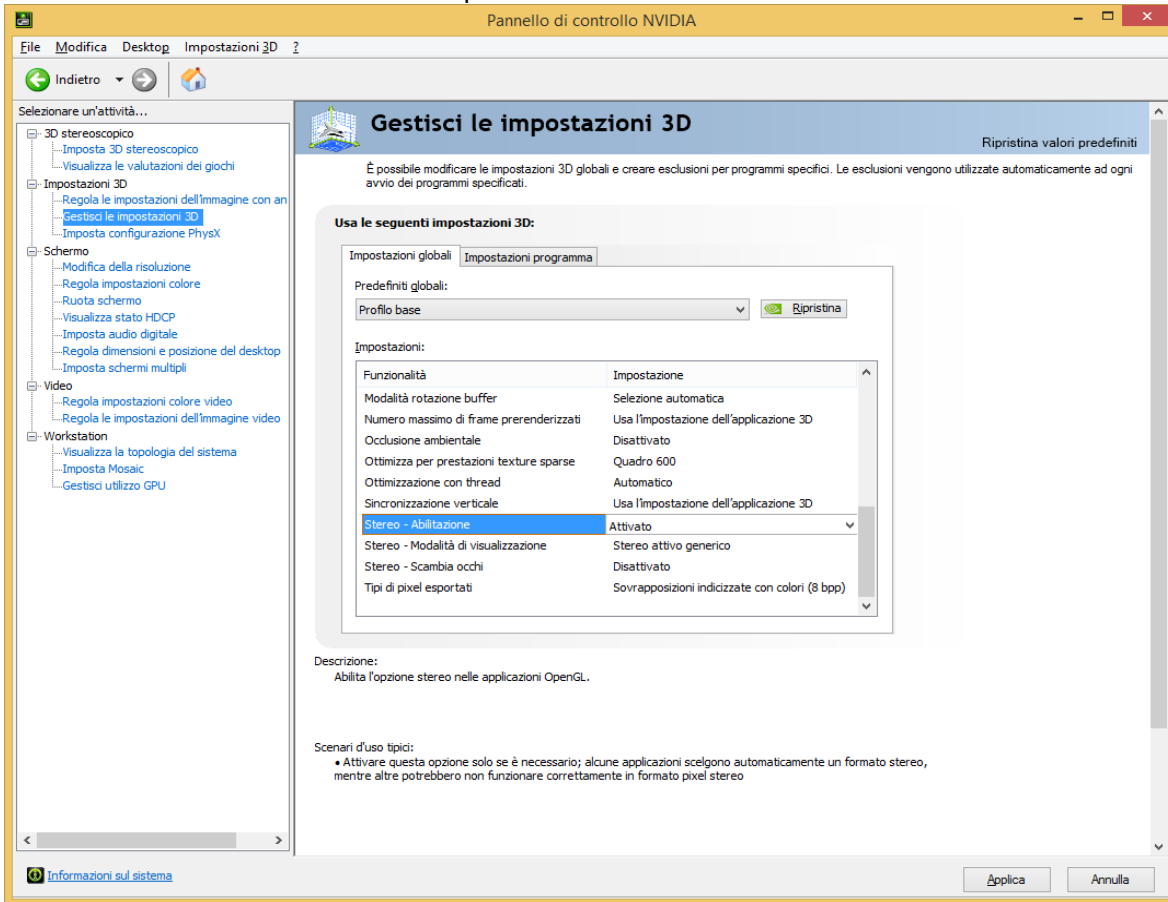 Pannello di controllo NVIDIA
File Modifica Desktop Impostazioni 3D ?
Indietro
Selezionare un'attività...
3D stereoscopico
Imposta 3D stereoscopico
Visualizza le valutazioni dei giochi
Impostazioni 3D
Regola le impostazioni dell'immagine con an
Gestisci le impostazioni 3D
Imposta configurazione PhysX
Schermo
Modifica della risoluzione
Regola impostazioni colore
Ruota schermo
Visualizza stato HDCP
Imposta audio digitale
Regola dimensioni e posizione del desktop
Imposta schermi multipli
Video
Regola impostazioni colore video
Regola le impostazioni dell'immagine video
Workstation
Visualizza la topologia del sistema
Imposta Mosaic
Gestisci utilizzo GPU
Gestisci le impostazioni 3D
Ripristina valori predefiniti
È possibile modificare le impostazioni 3D globali e creare esclusioni per programmi specifici. Le esclusioni vengono utilizzate automaticamente ad ogni
avvio dei programmi specificati.
Usa le seguenti impostazioni 3D:
Impostazioni globali Impostazioni programma
Predefiniti globali:
Profilo base Ripristina
Impostazioni:
Funzionalità Impostazione
Modalità rotazione buffer Selezione automatica
Numero massimo di frame prerenderizzati Usa l'impostazione dell'applicazione 3D
Occlusione ambientale Disattivato
Ottimizza per prestazioni texture sparse Quadro 600
Ottimizzazione con thread Automatico
Sincronizzazione verticale Usa l'impostazione dell'applicazione 3D
Stereo - Abilitazione Attivato
Stereo - Modalità di visualizzazione Stereo attivo generico
Stereo - Scambia occhi Disattivato
Tipi di pixel esportati Sovrapposizioni indicizzate con colori (8 bpp)
Descrizione:
Abilita l'opzione stereo nelle applicazioni OpenGL.
Scenari d'uso tipici:
• Attivare questa opzione solo se è necessario; alcune applicazioni scelgono automaticamente un formato stereo,
mentre altre potrebbero non funzionare correttamente in formato pixel stereo
Informazioni sul sistema
Applica Annulla